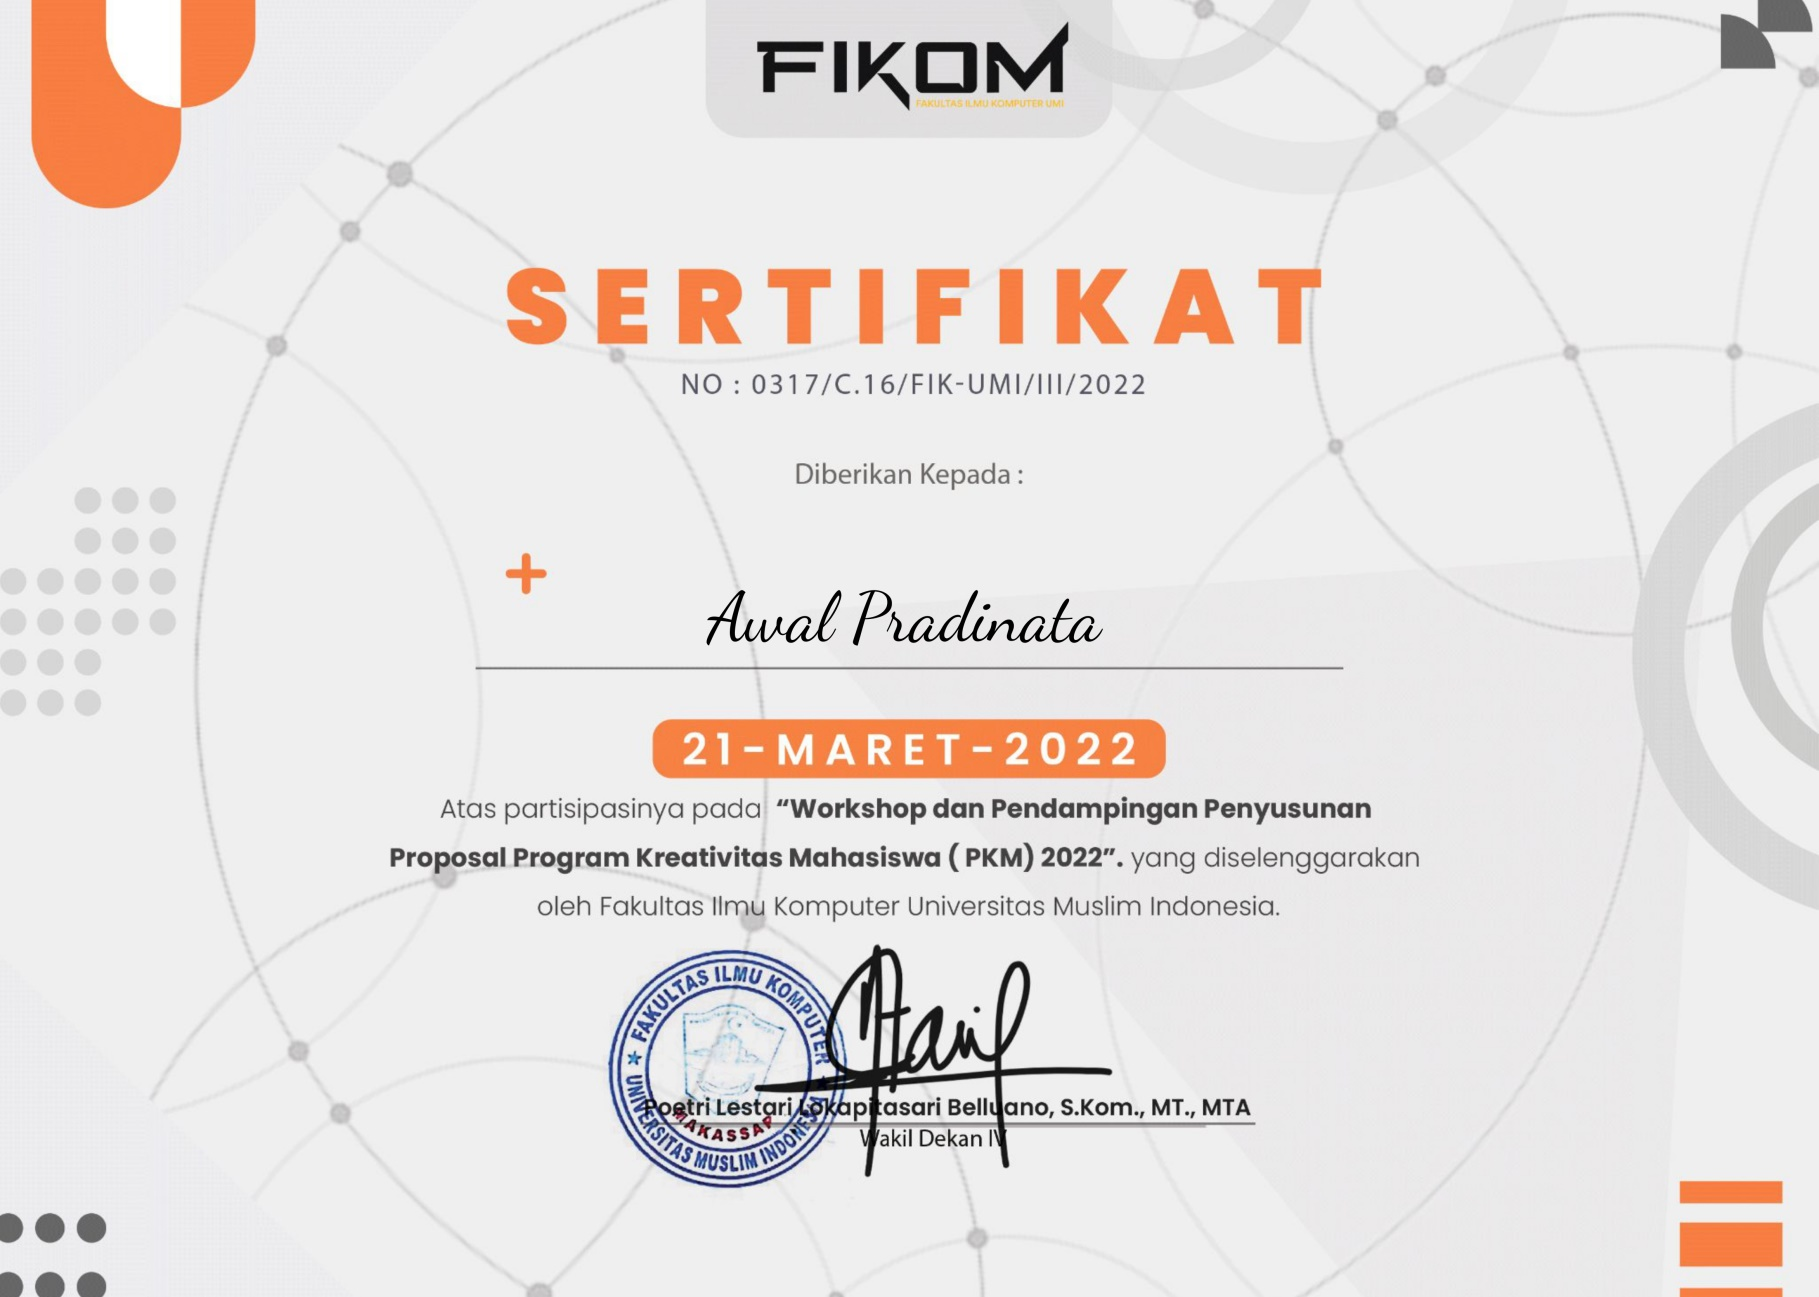 FIKOM
FAKULTAS ILMU KOMPUTER UMI
SERTIFIKAT
NO : 0317/C.16/FIK-UMI/III/2022
Diberikan Kepada :
Awal Pradinata
21-MARET-2022
Atas partisipasinya pada “Workshop dan Pendampingan Penyusunan
Proposal Program Kreativitas Mahasiswa ( PKM) 2022”. yang diselenggarakan
oleh Fakultas Ilmu Komputer Universitas Muslim Indonesia.
FAKULTAS ILMU KOMPUTER
UNIVERSITAS MUSLIM INDONESIA
MAKASSAR
Poetri Lestari Lokapitasari Belluano, S.Kom., MT., MTA
Wakil Dekan IV